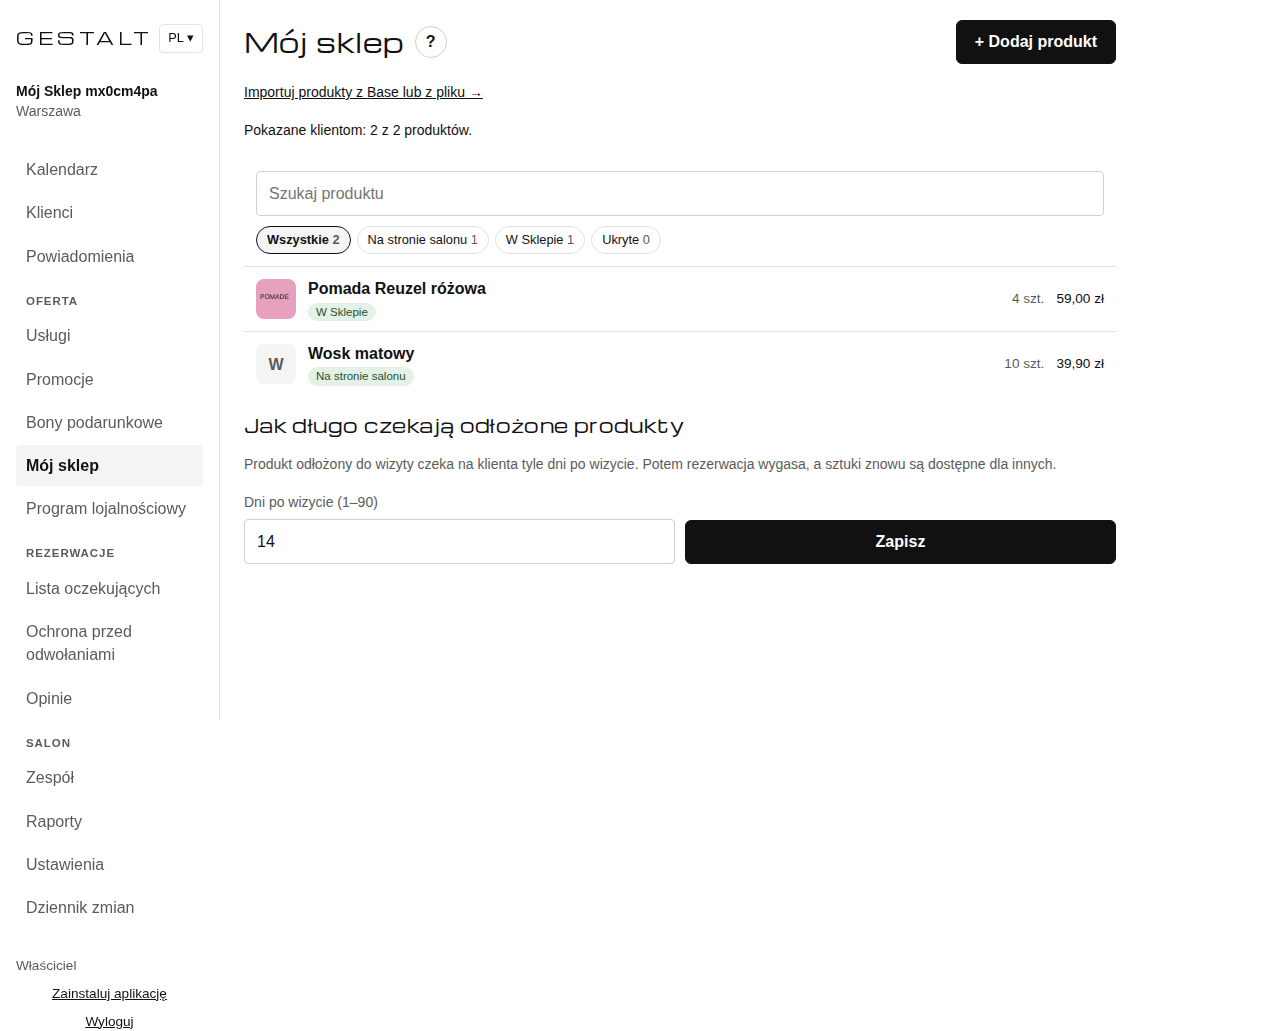 GESTALT
PL ▾
Mój Sklep mx0cm4pa
Warszawa
Kalendarz
Klienci
Powiadomienia
OFERTA
Usługi
Promocje
Bony podarunkowe
Mój sklep
Program lojalnościowy
REZERWACJE
Lista oczekujących
Ochrona przed
odwołaniami
Opinie
SALON
Zespół
Raporty
Ustawienia
Dziennik zmian
Właściciel
Zainstaluj aplikację
Wyloguj
Mój sklep
?
+ Dodaj produkt
Importuj produkty z Base lub z pliku →
Pokazane klientom: 2 z 2 produktów.
Szukaj produktu
Wszystkie 2
Na stronie salonu 1
W Sklepie 1
Ukryte 0
POMADE
Pomada Reuzel różowa
W Sklepie
4 szt. 59,00 zł
W
Wosk matowy
Na stronie salonu
10 szt. 39,90 zł
Jak długo czekają odłożone produkty
Produkt odłożony do wizyty czeka na klienta tyle dni po wizycie. Potem rezerwacja wygasa, a sztuki znowu są dostępne dla innych.
Dni po wizycie (1–90)
14
Zapisz